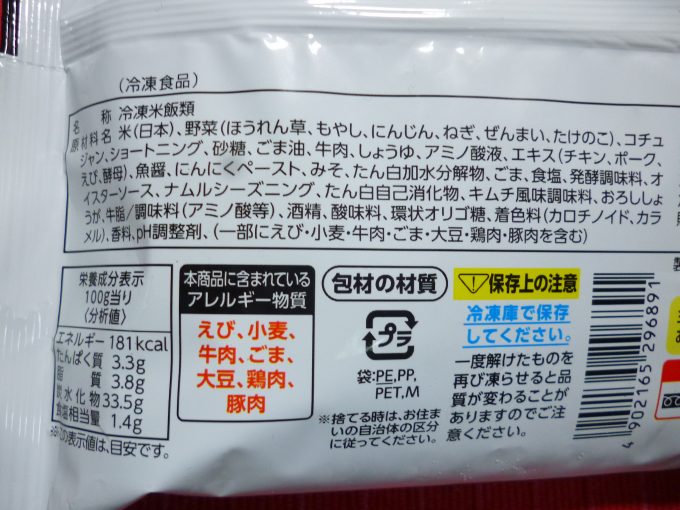 （冷凍食品）
名 称 冷凍米飯類
原材料名 米（日本）、野菜（ほうれん草、もやし、にんじん、ねぎ、ぜんまい、たけのこ）、コチュ
ジャン、ショートニング、砂糖、ごま油、牛肉、しょうゆ、アミノ酸液、エキス（チキン、ポーク、
えび、酵母）、魚醤、にんにくペースト、みそ、たん白加水分解物、ごま、食塩、発酵調味料、オ
イスターソース、ナムルシーズニング、たん白自己消化物、キムチ風味調味料、おろししょ
うが、牛脂／調味料（アミノ酸等）、酒精、酸味料、環状オリゴ糖、着色料（カロチノイド、カラ
メル）、香料、pH調整剤、（一部にえび・小麦・牛肉・ごま・大豆・鶏肉・豚肉を含む）
栄養成分表示
100g当り
〈分析値〉
エネルギー 181kcal
たんぱく質 3.3g
脂 質 3.8g
炭水化物 33.5g
食塩相当量 1.4g
※この表示値は、目安です。
本商品に含まれている
アレルギー物質
えび、小麦、
牛肉、ごま、
大豆、鶏肉、
豚肉
包材の材質
プラ
袋:PE,PP,
PET,M
※捨てる時は、お住ま
いの自治体の区分
に従ってください。
保存上の注意
冷凍庫で保存
してください。
一度解けたものを
再び凍らせると品
質が変わることが
ありますのでご注
意ください。
4902165296891